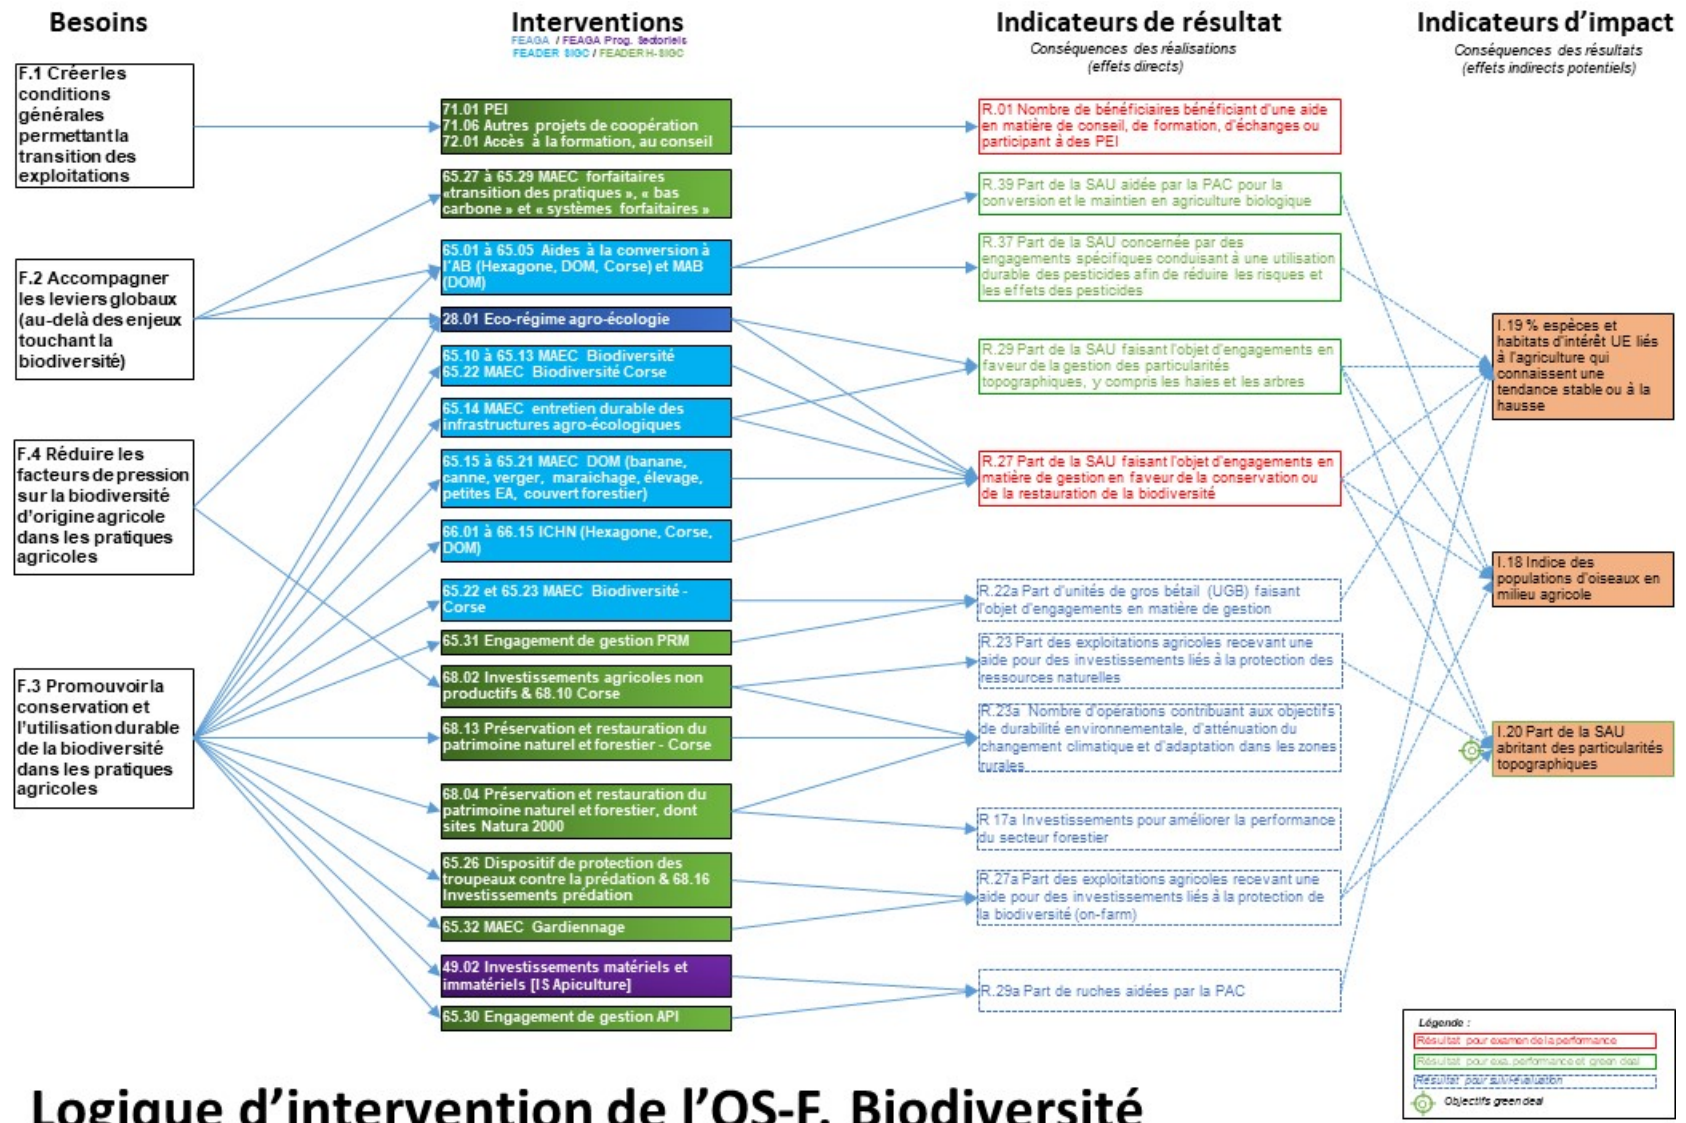 Besoins
F.1 Créer les
conditions
générales
permettant la
transition des
exploitations
F.2 Accompagner
les leviers globaux
(au-delà des enjeux
touchant la
biodiversité)
F.4 Réduire les
facteurs de pression
sur la biodiversité
d'origine agricole
dans les pratiques
agricoles
F.3 Promouvoir la
conservation et
l'utilisation durable
de la biodiversité
dans les pratiques
agricoles
Interventions
FEAGA / FEAGA Prog. Sectoriels
FEADER SIGC / FEADER H-SIGC
71.01 PEI
71.06 Autres projets de coopération
72.01 Accès à la formation, au conseil
65.27 à 65.29 MAEC forfaitaires
«transition des pratiques », « bas
carbone » et « systèmes forfaitaires »
65.01 à 65.05 Aides à la conversion à
l'AB (Hexagone, DOM, Corse) et MAB
(DOM)
28.01 Eco-régime agro-écologie
65.10 à 65.13 MAEC Biodiversité
65.22 MAEC Biodiversité Corse
65.14 MAEC entretien durable des
infrastructures agro-écologiques
65.15 à 65.21 MAEC DOM (banane,
canne, verger, maraichage, élevage,
petites EA, couvert forestier)
66.01 à 66.15 ICHN (Hexagone, Corse,
DOM)
65.22 et 65.23 MAEC Biodiversité -
Corse
65.31 Engagement de gestion PRM
68.02 Investissements agricoles non
productifs & 68.10 Corse
68.13 Préservation et restauration du
patrimoine naturel et forestier - Corse
68.04 Préservation et restauration du
patrimoine naturel et forestier, dont
sites Natura 2000
65.26 Dispositif de protection des
troupeaux contre la prédation & 68.16
Investissements prédation
65.32 MAEC Gardiennage
49.02 Investissements matériels et
immatériels [IS Apiculture]
65.30 Engagement de gestion API
Indicateurs de résultat
Conséquences des réalisations
(effets directs)
R.01 Nombre de bénéficiaires bénéficiant d'une aide
en matière de conseil, de formation, d'échanges ou
participant à des PEI
R.39 Part de la SAU aidée par la PAC pour la
conversion et le maintien en agriculture biologique
R.37 Part de la SAU concernée par des
engagements spécifiques conduisant à une utilisation
durable des pesticides afin de réduire les risques et
les effets des pesticides
R.29 Part de la SAU faisant l'objet d'engagements en
faveur de la gestion des particularités
topographiques, y compris les haies et les arbres
R.27 Part de la SAU faisant l'objet d'engagements en
matière de gestion en faveur de la conservation ou
de la restauration de la biodiversité
R.22a Part d'unités de gros bétail (UGB) faisant
l'objet d'engagements en matière de gestion
R.23 Part des exploitations agricoles recevant une
aide pour des investissements liés à la protection des
ressources naturelles
R.23a Nombre d'opérations contribuant aux objectifs
de durabilité environnementale, d'atténuation du
changement climatique et d'adaptation dans les zones
rurales
R 17a Investissements pour améliorer la performance
du secteur forestier
R.27a Part des exploitations agricoles recevant une
aide pour des investissements liés à la protection de
la biodiversité (on-farm)
R.29a Part de ruches aidées par la PAC
Indicateurs d'impact
Conséquences des résultats
(effets indirects potentiels)
I.19 % espèces et
habitats d'intérêt UE liés
à l'agriculture qui
connaissent une
tendance stable ou à la
hausse
I.18 Indice des
populations d'oiseaux en
milieu agricole
I.20 Part de la SAU
abritant des particularités
topographiques
Légende :
Résultat pour examen de la performance
Résultat pour exa. performance et green deal
Résultat pour suivi/évaluation
Objectifs green deal
Logique d'intervention de l'OS-F. Biodiversité